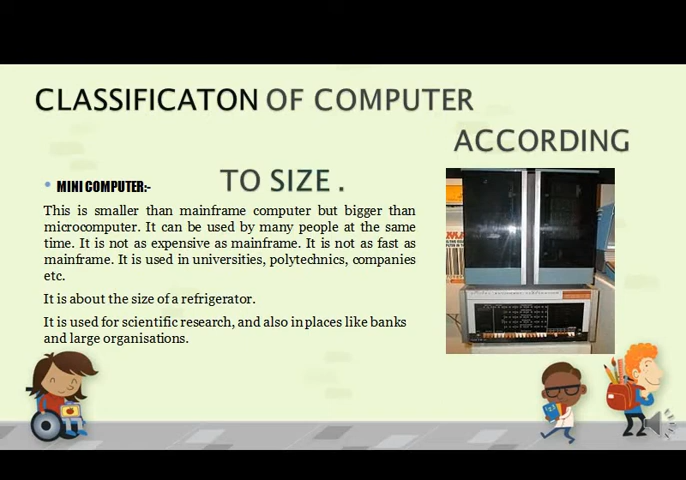 CLASSIFICATON OF COMPUTER
ACCORDING
TO SIZE .
MINI COMPUTER:-
This is smaller than mainframe computer but bigger than
microcomputer. It can be used by many people at the same
time. It is not as expensive as mainframe. It is not as fast as
mainframe. It is used in universities, polytechnics, companies
etc.
It is about the size of a refrigerator.
It is used for scientific research, and also in places like banks
and large organisations.